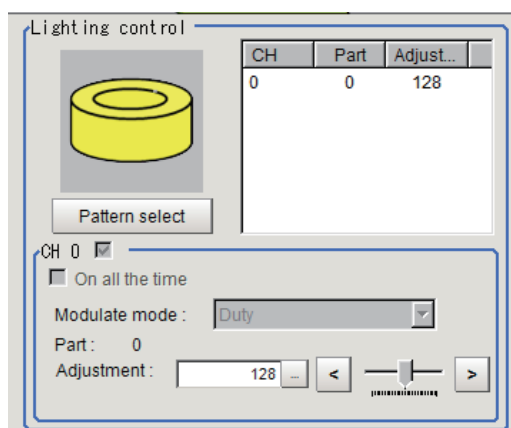 Lighting control
CH Part Adjust...
0 0 128
Pattern select
CH 0
On all the time
Modulate mode : Duty
Part : 0
Adjustment : 128 ... < >